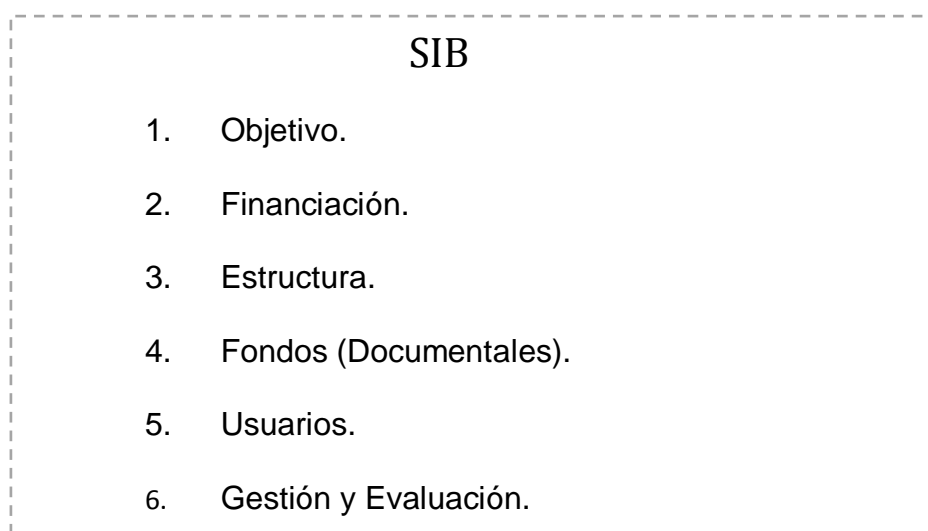 SIB
1. Objetivo.
2. Financiación.
3. Estructura.
4. Fondos (Documentales).
5. Usuarios.
6. Gestión y Evaluación.